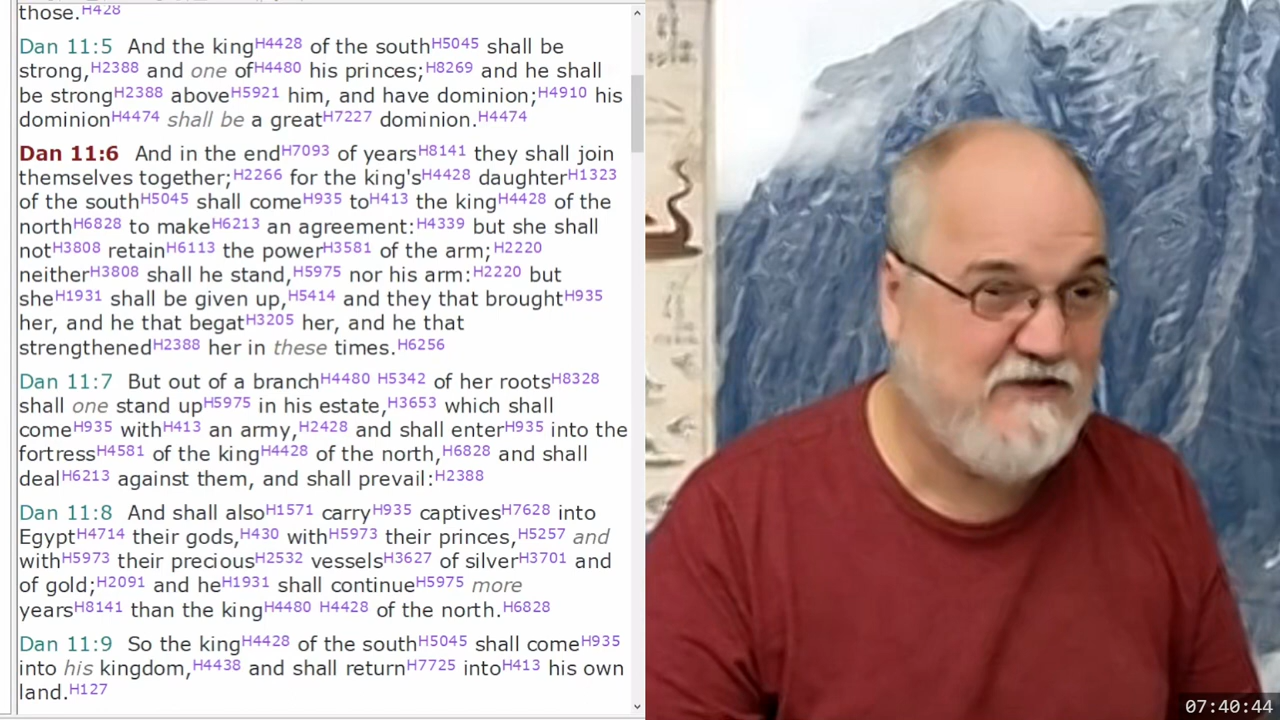 those.H428
Dan 11:5 And the kingH4428 of the southH5045 shall be
strong,H2388 and one ofH4480 his princes;H8269 and he shall
be strongH2388 aboveH5921 him, and have dominion;H4910 his
dominionH4474 shall be a greatH7227 dominion.H4474
Dan 11:6 And in the endH7093 of yearsH8141 they shall join
themselves together;H2266 for the king'sH4428 daughterH1323
of the southH5045 shall comeH935 toH413 the kingH4428 of the
northH6828 to makeH6213 an agreement:H4339 but she shall
notH3808 retainH6113 the powerH3581 of the arm;H2220
neitherH3808 shall he stand,H5975 nor his arm:H2220 but
sheH1931 shall be given up,H5414 and they that broughtH935
her, and he that begatH3205 her, and he that
strengthenedH2388 her in these times.H6256
Dan 11:7 But out of a branchH4480 H5342 of her rootsH8328
shall one stand upH5975 in his estate,H3653 which shall
comeH935 withH413 an army,H2428 and shall enterH935 into the
fortressH4581 of the kingH4428 of the north,H6828 and shall
dealH6213 against them, and shall prevail:H2388
Dan 11:8 And shall alsoH1571 carryH935 captivesH7628 into
EgyptH4714 their gods,H430 withH5973 their princes,H5257 and
withH5973 their preciousH2532 vesselsH3627 of silverH3701 and
of gold;H2091 and heH1931 shall continueH5975 more
yearsH8141 than the kingH4480 H4428 of the north.H6828
Dan 11:9 So the kingH4428 of the southH5045 shall comeH935
into his kingdom,H4438 and shall returnH7725 intoH413 his own
land.H127
07:40:44